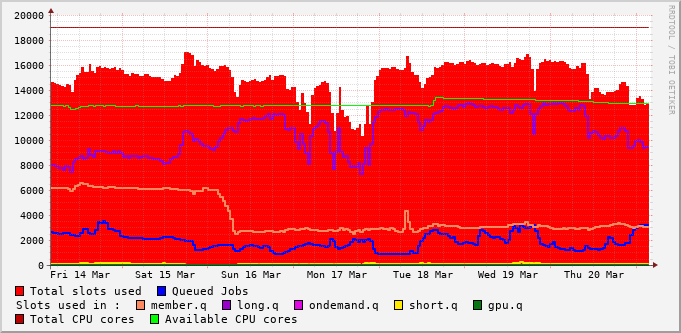 20000
18000
16000
14000
12000
10000
8000
6000
4000
2000
0
Fri 14 Mar Sat 15 Mar Sun 16 Mar Mon 17 Mar Tue 18 Mar Wed 19 Mar Thu 20 Mar
RRDTOOL / TOBI OETIKER
Total slots used Queued Jobs
Slots used in : member.q long.q ondemand.q short.q gpu.q
Total CPU cores Available CPU cores